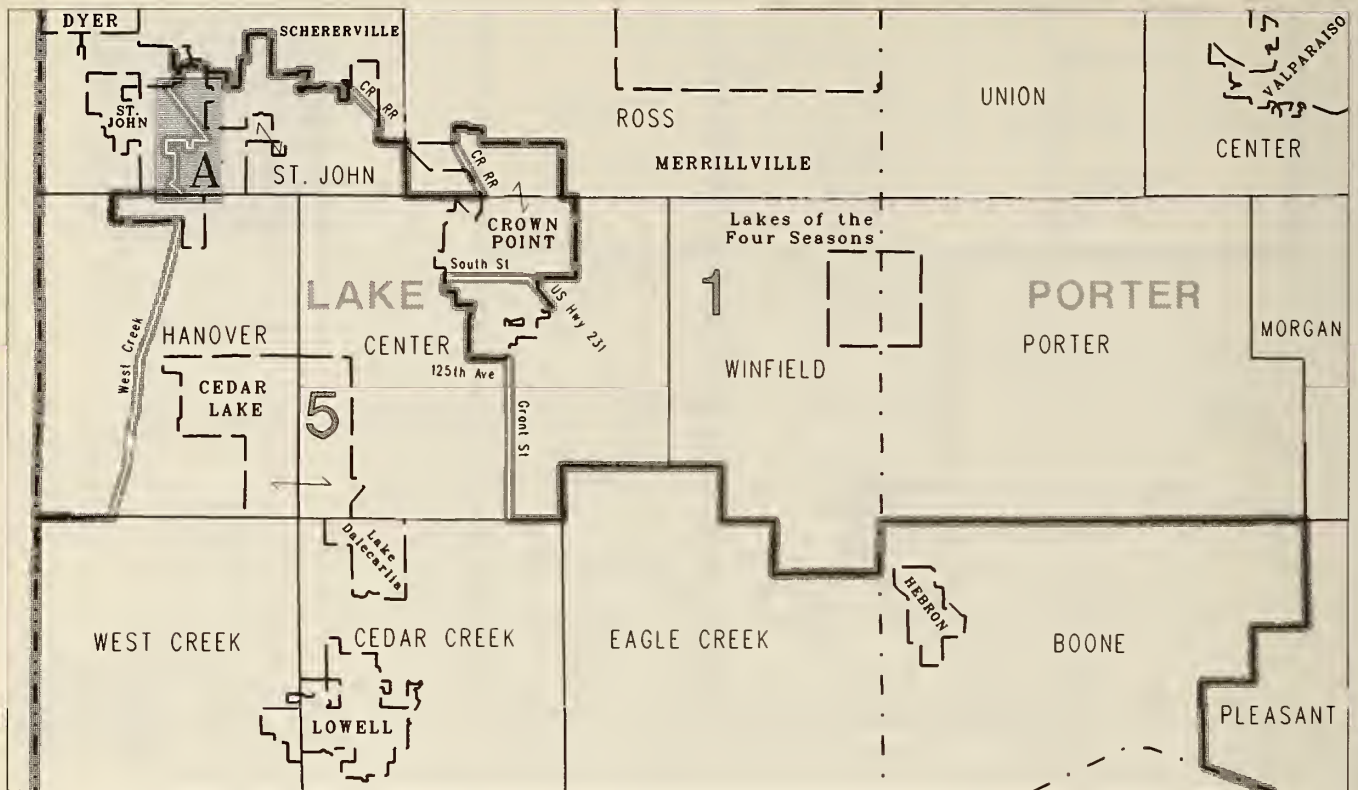 DYER
SCHERERVILLE
VALPARAISO
ST.
JOHN
CR RR
ROSS
UNION
CENTER
A
ST. JOHN
CR RR
MERRILLVILLE
Lakes of the
Four Seasons
CROWN
POINT
South St
US Hwy 231
LAKE
1
PORTER
West Creek
HANOVER
CENTER
WINFIELD
PORTER
MORGAN
125th Ave
CEDAR
LAKE
5
Grant St
Lake
Dalecarlia
HEBRON
WEST CREEK
CEDAR CREEK
EAGLE CREEK
BOONE
LOWELL
PLEASANT